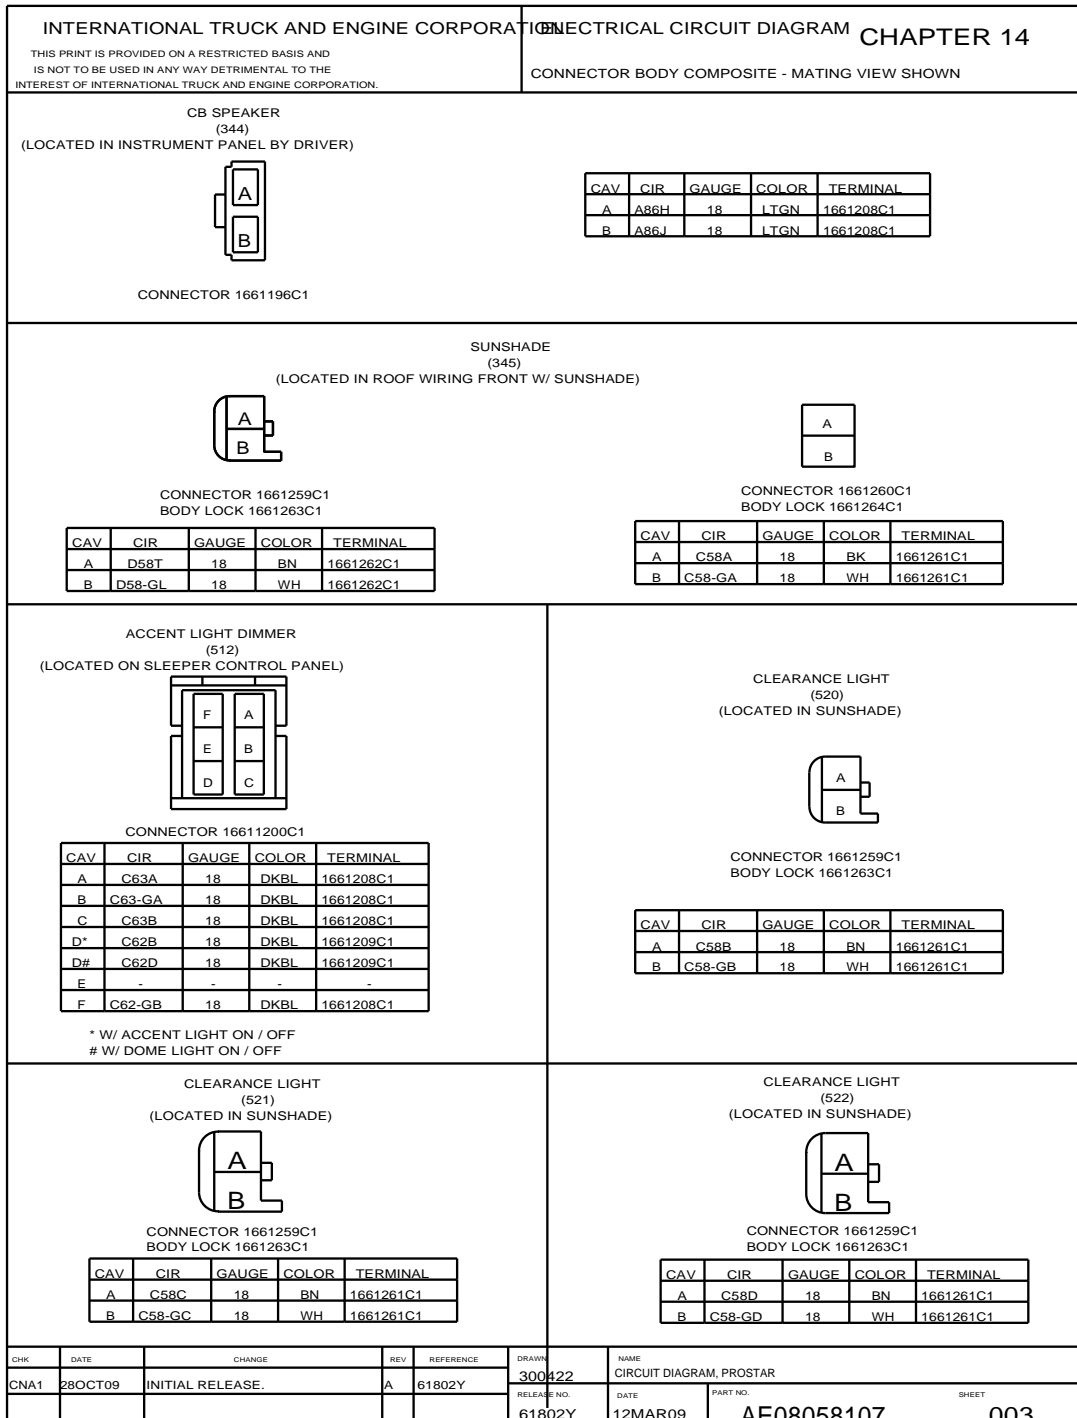 INTERNATIONAL TRUCK AND ENGINE CORPORATION
THIS PRINT IS PROVIDED ON A RESTRICTED BASIS AND
IS NOT TO BE USED IN ANY WAY DETRIMENTAL TO THE
INTEREST OF INTERNATIONAL TRUCK AND ENGINE CORPORATION.
ELECTRICAL CIRCUIT DIAGRAM CHAPTER 14
CONNECTOR BODY COMPOSITE - MATING VIEW SHOWN
CB SPEAKER
(344)
(LOCATED IN INSTRUMENT PANEL BY DRIVER)
A
B
CONNECTOR 1661196C1
CAV CIR GAUGE COLOR TERMINAL
A A86H 18 LTGN 1661208C1
B A86J 18 LTGN 1661208C1
SUNSHADE
(345)
(LOCATED IN ROOF WIRING FRONT W/ SUNSHADE)
A
B
CONNECTOR 1661259C1
BODY LOCK 1661263C1
CAV CIR GAUGE COLOR TERMINAL
A D58T 18 BN 1661262C1
B D58-GL 18 WH 1661262C1
A
B
CONNECTOR 1661260C1
BODY LOCK 1661264C1
CAV CIR GAUGE COLOR TERMINAL
A C58A 18 BK 1661261C1
B C58-GA 18 WH 1661261C1
ACCENT LIGHT DIMMER
(512)
(LOCATED ON SLEEPER CONTROL PANEL)
F A
E B
D C
CONNECTOR 16611200C1
CAV CIR GAUGE COLOR TERMINAL
A C63A 18 DKBL 1661208C1
B C63-GA 18 DKBL 1661208C1
C C63B 18 DKBL 1661208C1
D* C62B 18 DKBL 1661209C1
D# C62D 18 DKBL 1661209C1
E - - - -
F C62-GB 18 DKBL 1661208C1
* W/ ACCENT LIGHT ON / OFF
# W/ DOME LIGHT ON / OFF
CLEARANCE LIGHT
(520)
(LOCATED IN SUNSHADE)
A
B
CONNECTOR 1661259C1
BODY LOCK 1661263C1
CAV CIR GAUGE COLOR TERMINAL
A C58B 18 BN 1661261C1
B C58-GB 18 WH 1661261C1
CLEARANCE LIGHT
(521)
(LOCATED IN SUNSHADE)
A
B
CONNECTOR 1661259C1
BODY LOCK 1661263C1
CAV CIR GAUGE COLOR TERMINAL
A C58C 18 BN 1661261C1
B C58-GC 18 WH 1661261C1
CLEARANCE LIGHT
(522)
(LOCATED IN SUNSHADE)
A
B
CONNECTOR 1661259C1
BODY LOCK 1661263C1
CAV CIR GAUGE COLOR TERMINAL
A C58D 18 BN 1661261C1
B C58-GD 18 WH 1661261C1
CHK DATE CHANGE REV REFERENCE
CNA1 28OCT09 INITIAL RELEASE. A 61802Y
DRAWN
300422
NAME
CIRCUIT DIAGRAM, PROSTAR
RELEASE NO.
61802Y
DATE
12MAR09
PART NO.
AE08058107
SHEET
003